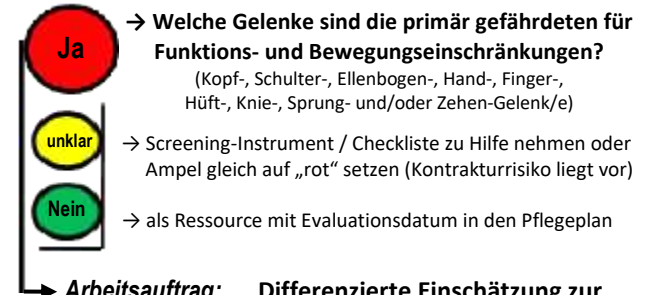 Ja
→ Welche Gelenke sind die primär gefährdeten für
Funktions- und Bewegungseinschränkungen?
(Kopf-, Schulter-, Ellenbogen-, Hand-, Finger-,
Hüft-, Knie-, Sprung- und/oder Zehen-Gelenk/e)
unklar
→ Screening-Instrument / Checkliste zu Hilfe nehmen oder
Ampel gleich auf „rot“ setzen (Kontrakturrisiko liegt vor)
Nein
→ als Ressource mit Evaluationsdatum in den Pflegeplan
Arbeitsauftrag: Differenzierte Einschätzung zur